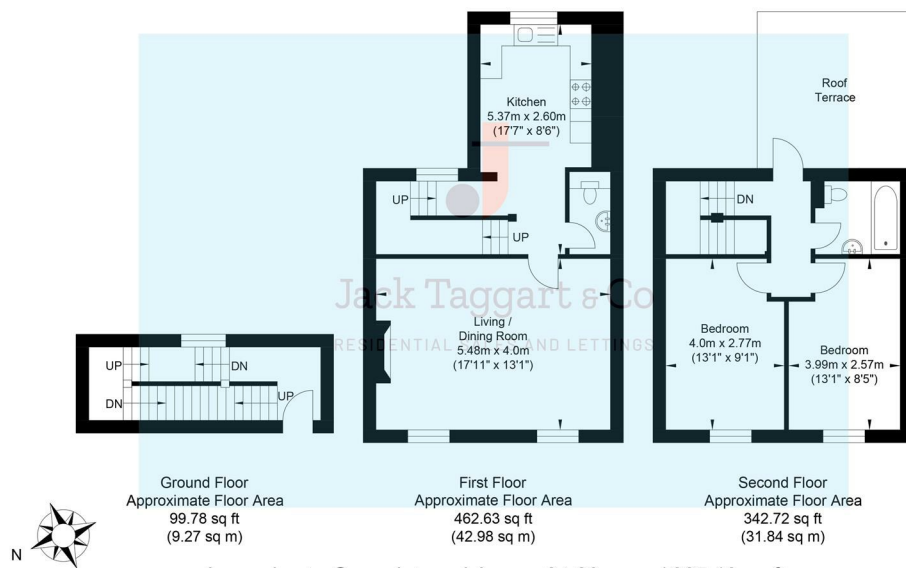 Roof
Terrace
Kitchen
5.37m x 2.60m
(17'7" x 8'6")
UP
UP
DN
Jack Taggart & Co
RESIDENTIAL SALES AND LETTINGS
Living /
Dining Room
5.48m x 4.0m
(17'11" x 13'1")
Bedroom
4.0m x 2.77m
(13'1" x 9'1")
Bedroom
3.99m x 2.57m
(13'1" x 8'5")
UP
DN
DN
UP
Ground Floor
Approximate Floor Area
99.78 sq ft
(9.27 sq m)
First Floor
Approximate Floor Area
462.63 sq ft
(42.98 sq m)
Second Floor
Approximate Floor Area
342.72 sq ft
(31.84 sq m)
N